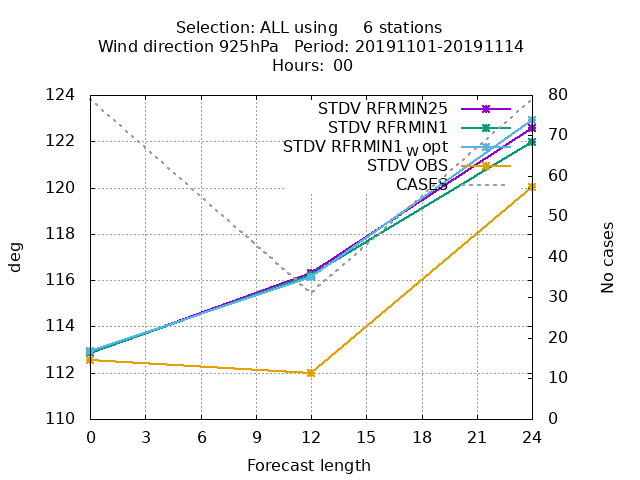 Selection: ALL using 6 stations
Wind direction 925hPa Period: 20191101-20191114
Hours: 00
STDV RFRMIN25
STDV RFRMIN1
STDV RFRMIN1_W opt
STDV OBS
CASES
124
122
120
118
116
114
112
110
deg
80
70
60
50
40
30
20
10
0
No cases
0 3 6 9 12 15 18 21 24
Forecast length